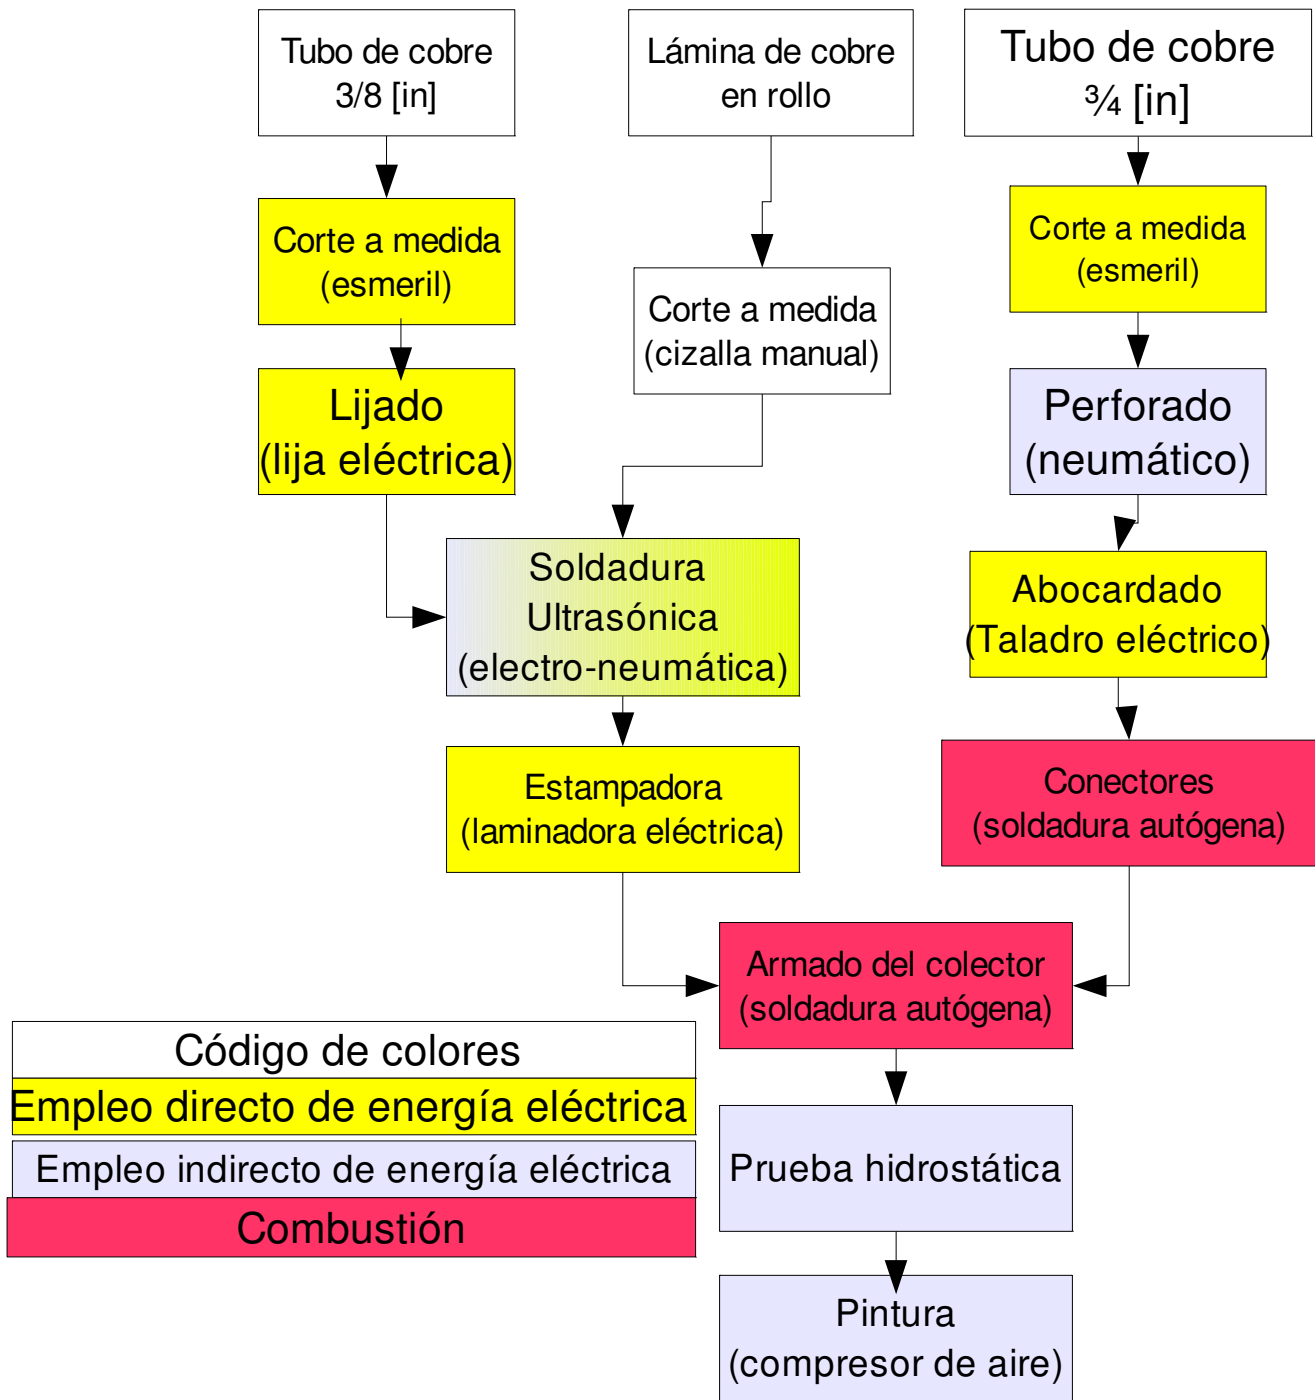 Tubo de cobre
3/8 [in]
Lámina de cobre
en rollo
Tubo de cobre
¾ [in]
Corte a medida
(esmeril)
Corte a medida
(cizalla manual)
Corte a medida
(esmeril)
Lijado
(lija eléctrica)
Perforado
(neumático)
Soldadura
Ultrasónica
(electro-neumática)
Abocardado
(Taladro eléctrico)
Estampadora
(laminadora eléctrica)
Conectores
(soldadura autógena)
Armado del colector
(soldadura autógena)
Código de colores
Empleo directo de energía eléctrica
Empleo indirecto de energía eléctrica
Combustión
Prueba hidrostática
Pintura
(compresor de aire)